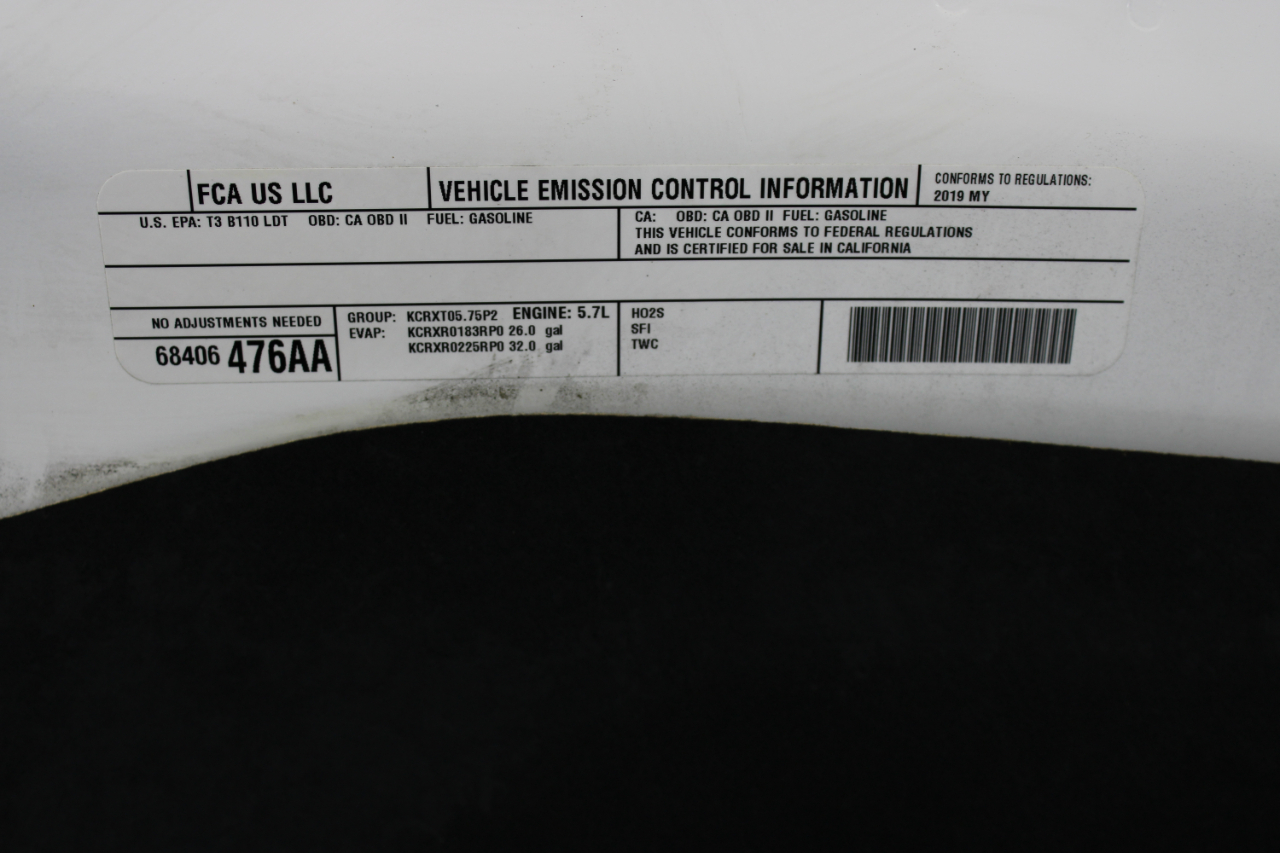 FCA US LLC
VEHICLE EMISSION CONTROL INFORMATION
CONFORMS TO REGULATIONS:
2019 MY
U.S. EPA: T3 B110 LDT OBD: CA OBD II FUEL: GASOLINE
CA: OBD: CA OBD II FUEL: GASOLINE
THIS VEHICLE CONFORMS TO FEDERAL REGULATIONS
AND IS CERTIFIED FOR SALE IN CALIFORNIA
NO ADJUSTMENTS NEEDED
68406 476AA
GROUP: KCRXT05.75P2 ENGINE: 5.7L
EVAP: KCRXR0183RP0 26.0 gal
KCRXR0225RP0 32.0 gal
HO2S
SFI
TWC